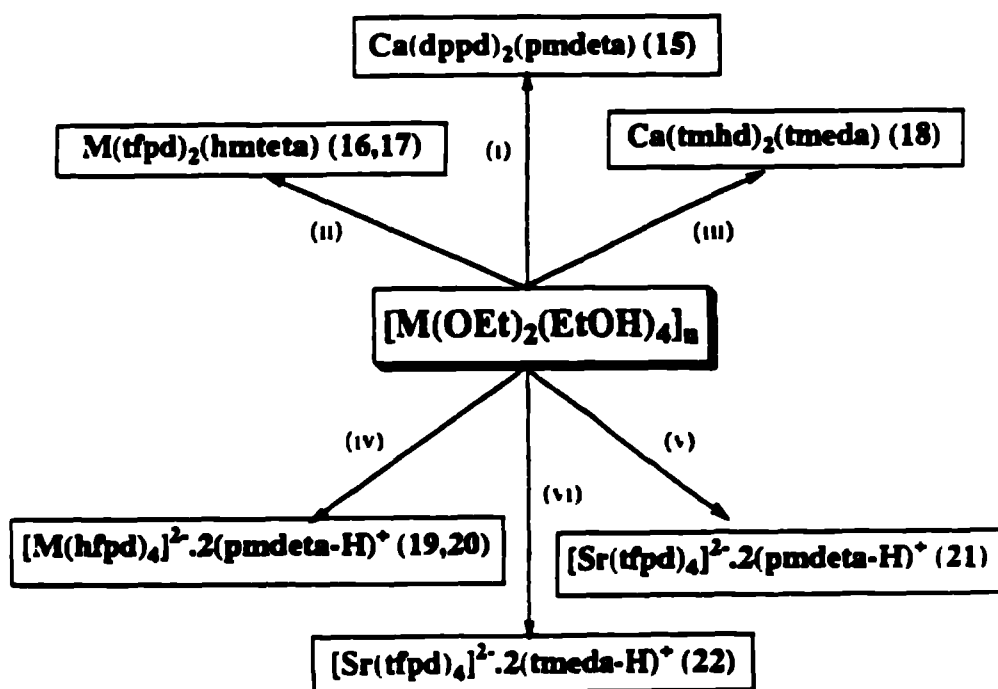 Ca(dppd)₂(pmdeta) (15)
M(tfpd)₂(hmteta) (16,17)
(i)
Ca(tmhd)₂(tmeda) (18)
(ii)
(iii)
[M(OEt)₂(EtOH)₄]ₙ
(iv)
(v)
(vi)
[M(hfpd)₄]²⁻.2(pmdeta-H)⁺ (19,20)
[Sr(tfpd)₄]²⁻.2(pmdeta-H)⁺ (21)
[Sr(tfpd)₄]²⁻.2(tmeda-H)⁺ (22)